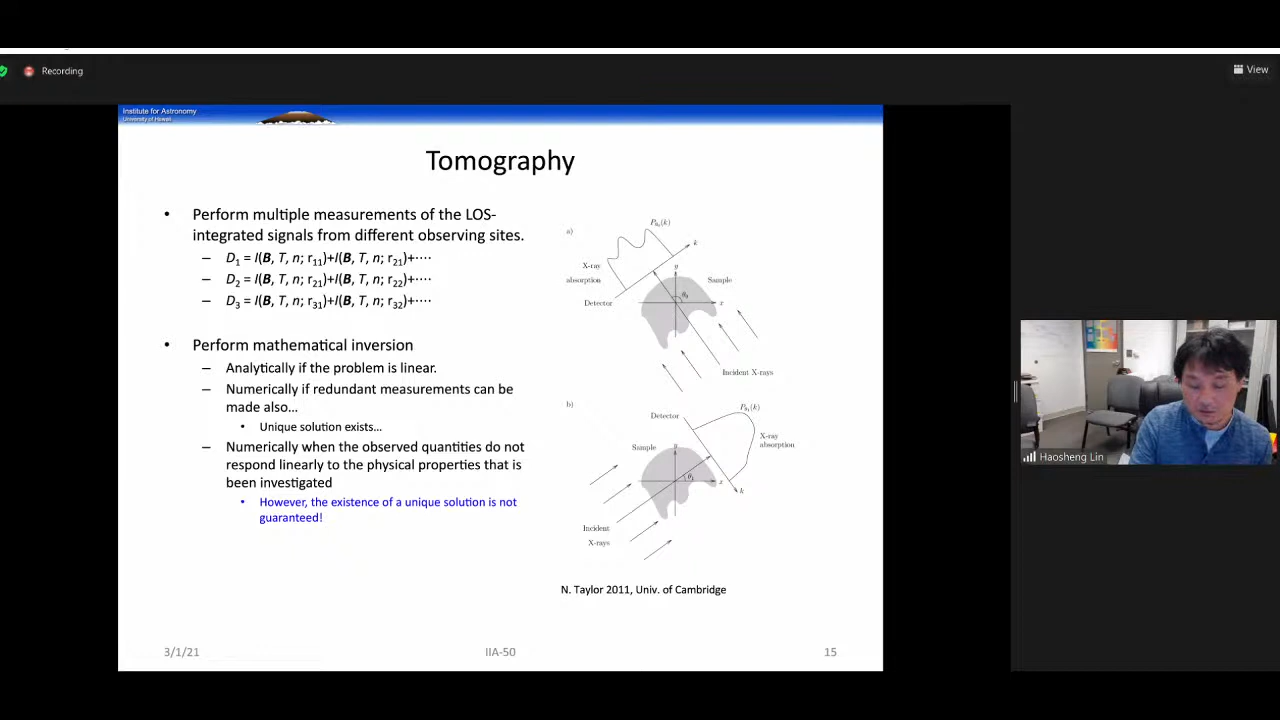 Recording
View
Institute for Astronomy
University of Hawaii
Tomography
• Perform multiple measurements of the LOS-
integrated signals from different observing sites.
– D1 = I(B, T, n; r11)+I(B, T, n; r21)+····
– D2 = I(B, T, n; r21)+I(B, T, n; r22)+····
– D3 = I(B, T, n; r31)+I(B, T, n; r32)+····
• Perform mathematical inversion
– Analytically if the problem is linear.
– Numerically if redundant measurements can be
made also...
• Unique solution exists...
– Numerically when the observed quantities do not
respond linearly to the physical properties that is
been investigated
• However, the existence of a unique solution is not
guaranteed!
a)
Pθ0(k)
k
X-ray
absorption
y
Sample
Detector
θ0
x
Incident X-rays
b)
Detector
Pθ1(k)
X-ray
absorption
Sample
y
θ1
x
k
Incident
X-rays
N. Taylor 2011, Univ. of Cambridge
3/1/21
IIA-50
15
Haosheng Lin